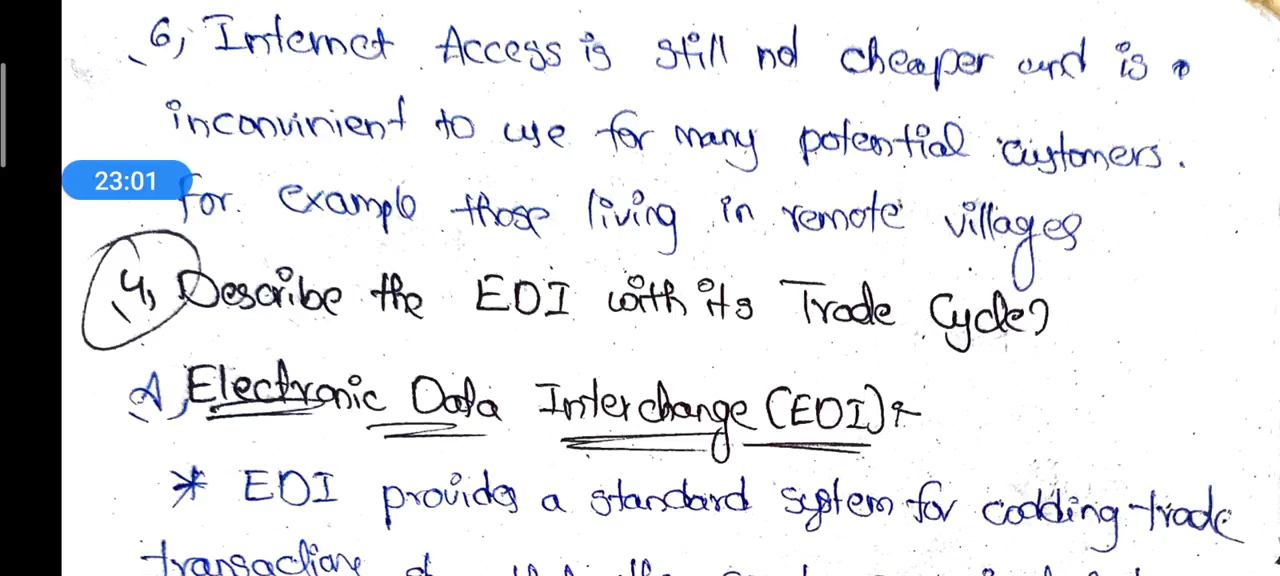 6, Internet Access is still not cheaper and is
inconvinient to use for many potential customers.
23:01
for example those living in remote villages
4, Describe the EDI with its Trade Cycle?
A, Electronic Data Interchange (EDI):-
* EDI provides a standard system for codding trade
transactions